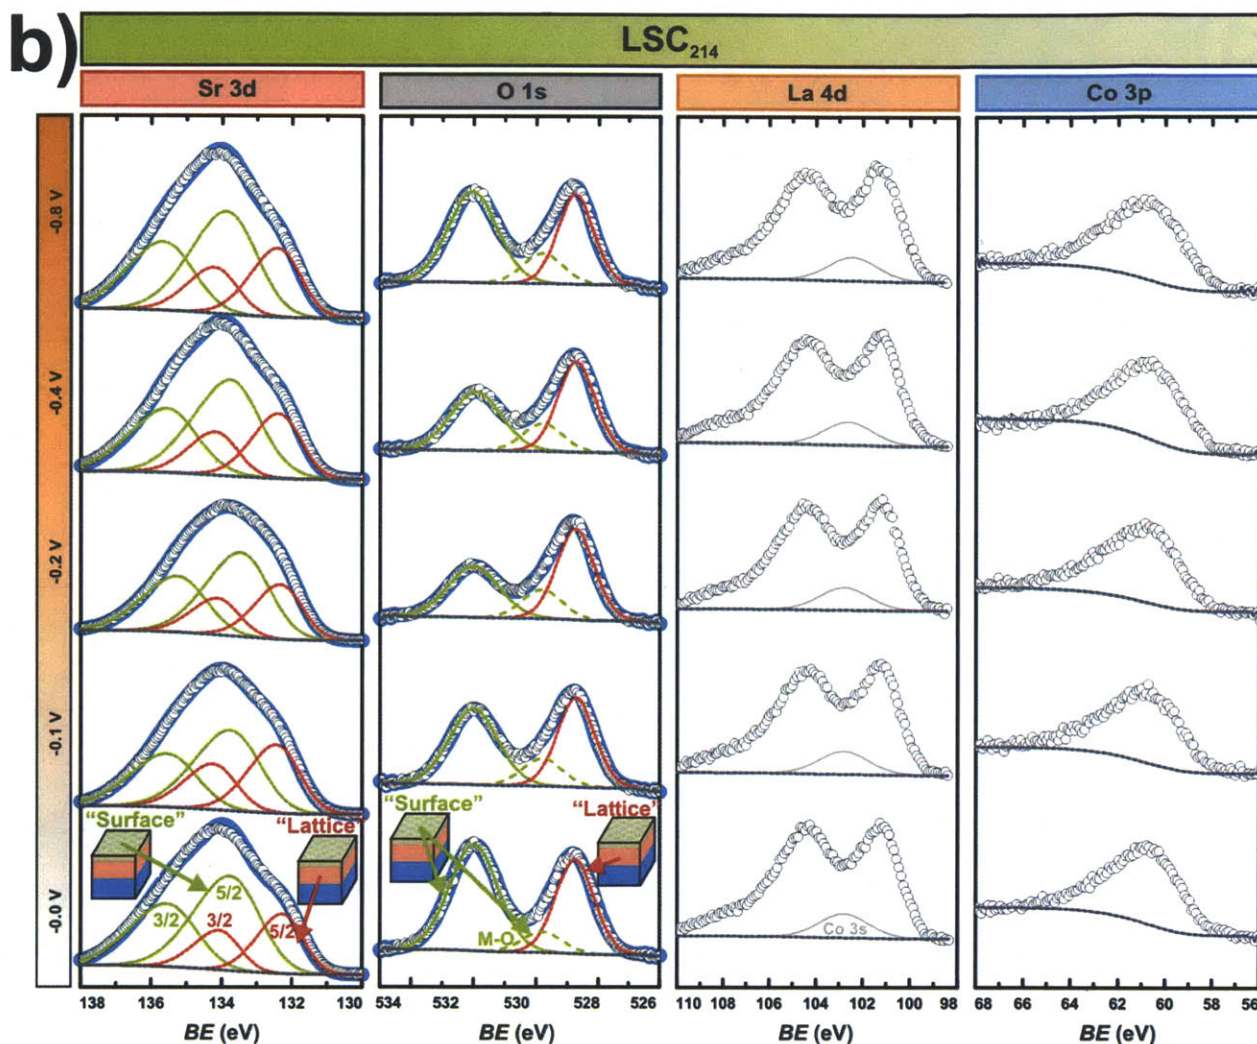 b)
LSC214
Sr 3d
O 1s
La 4d
Co 3p
-0.8 V
-0.4 V
-0.2 V
-0.1 V
-0.0 V
"Surface"
"Lattice"
5/2
3/2
3/2
5/2
"Surface"
"Lattice"
M-O
Co 3s
138 136 134 132 130
534 532 530 528 526
110 108 106 104 102 100 98
68 66 64 62 60 58 56
BE (eV)
BE (eV)
BE (eV)
BE (eV)